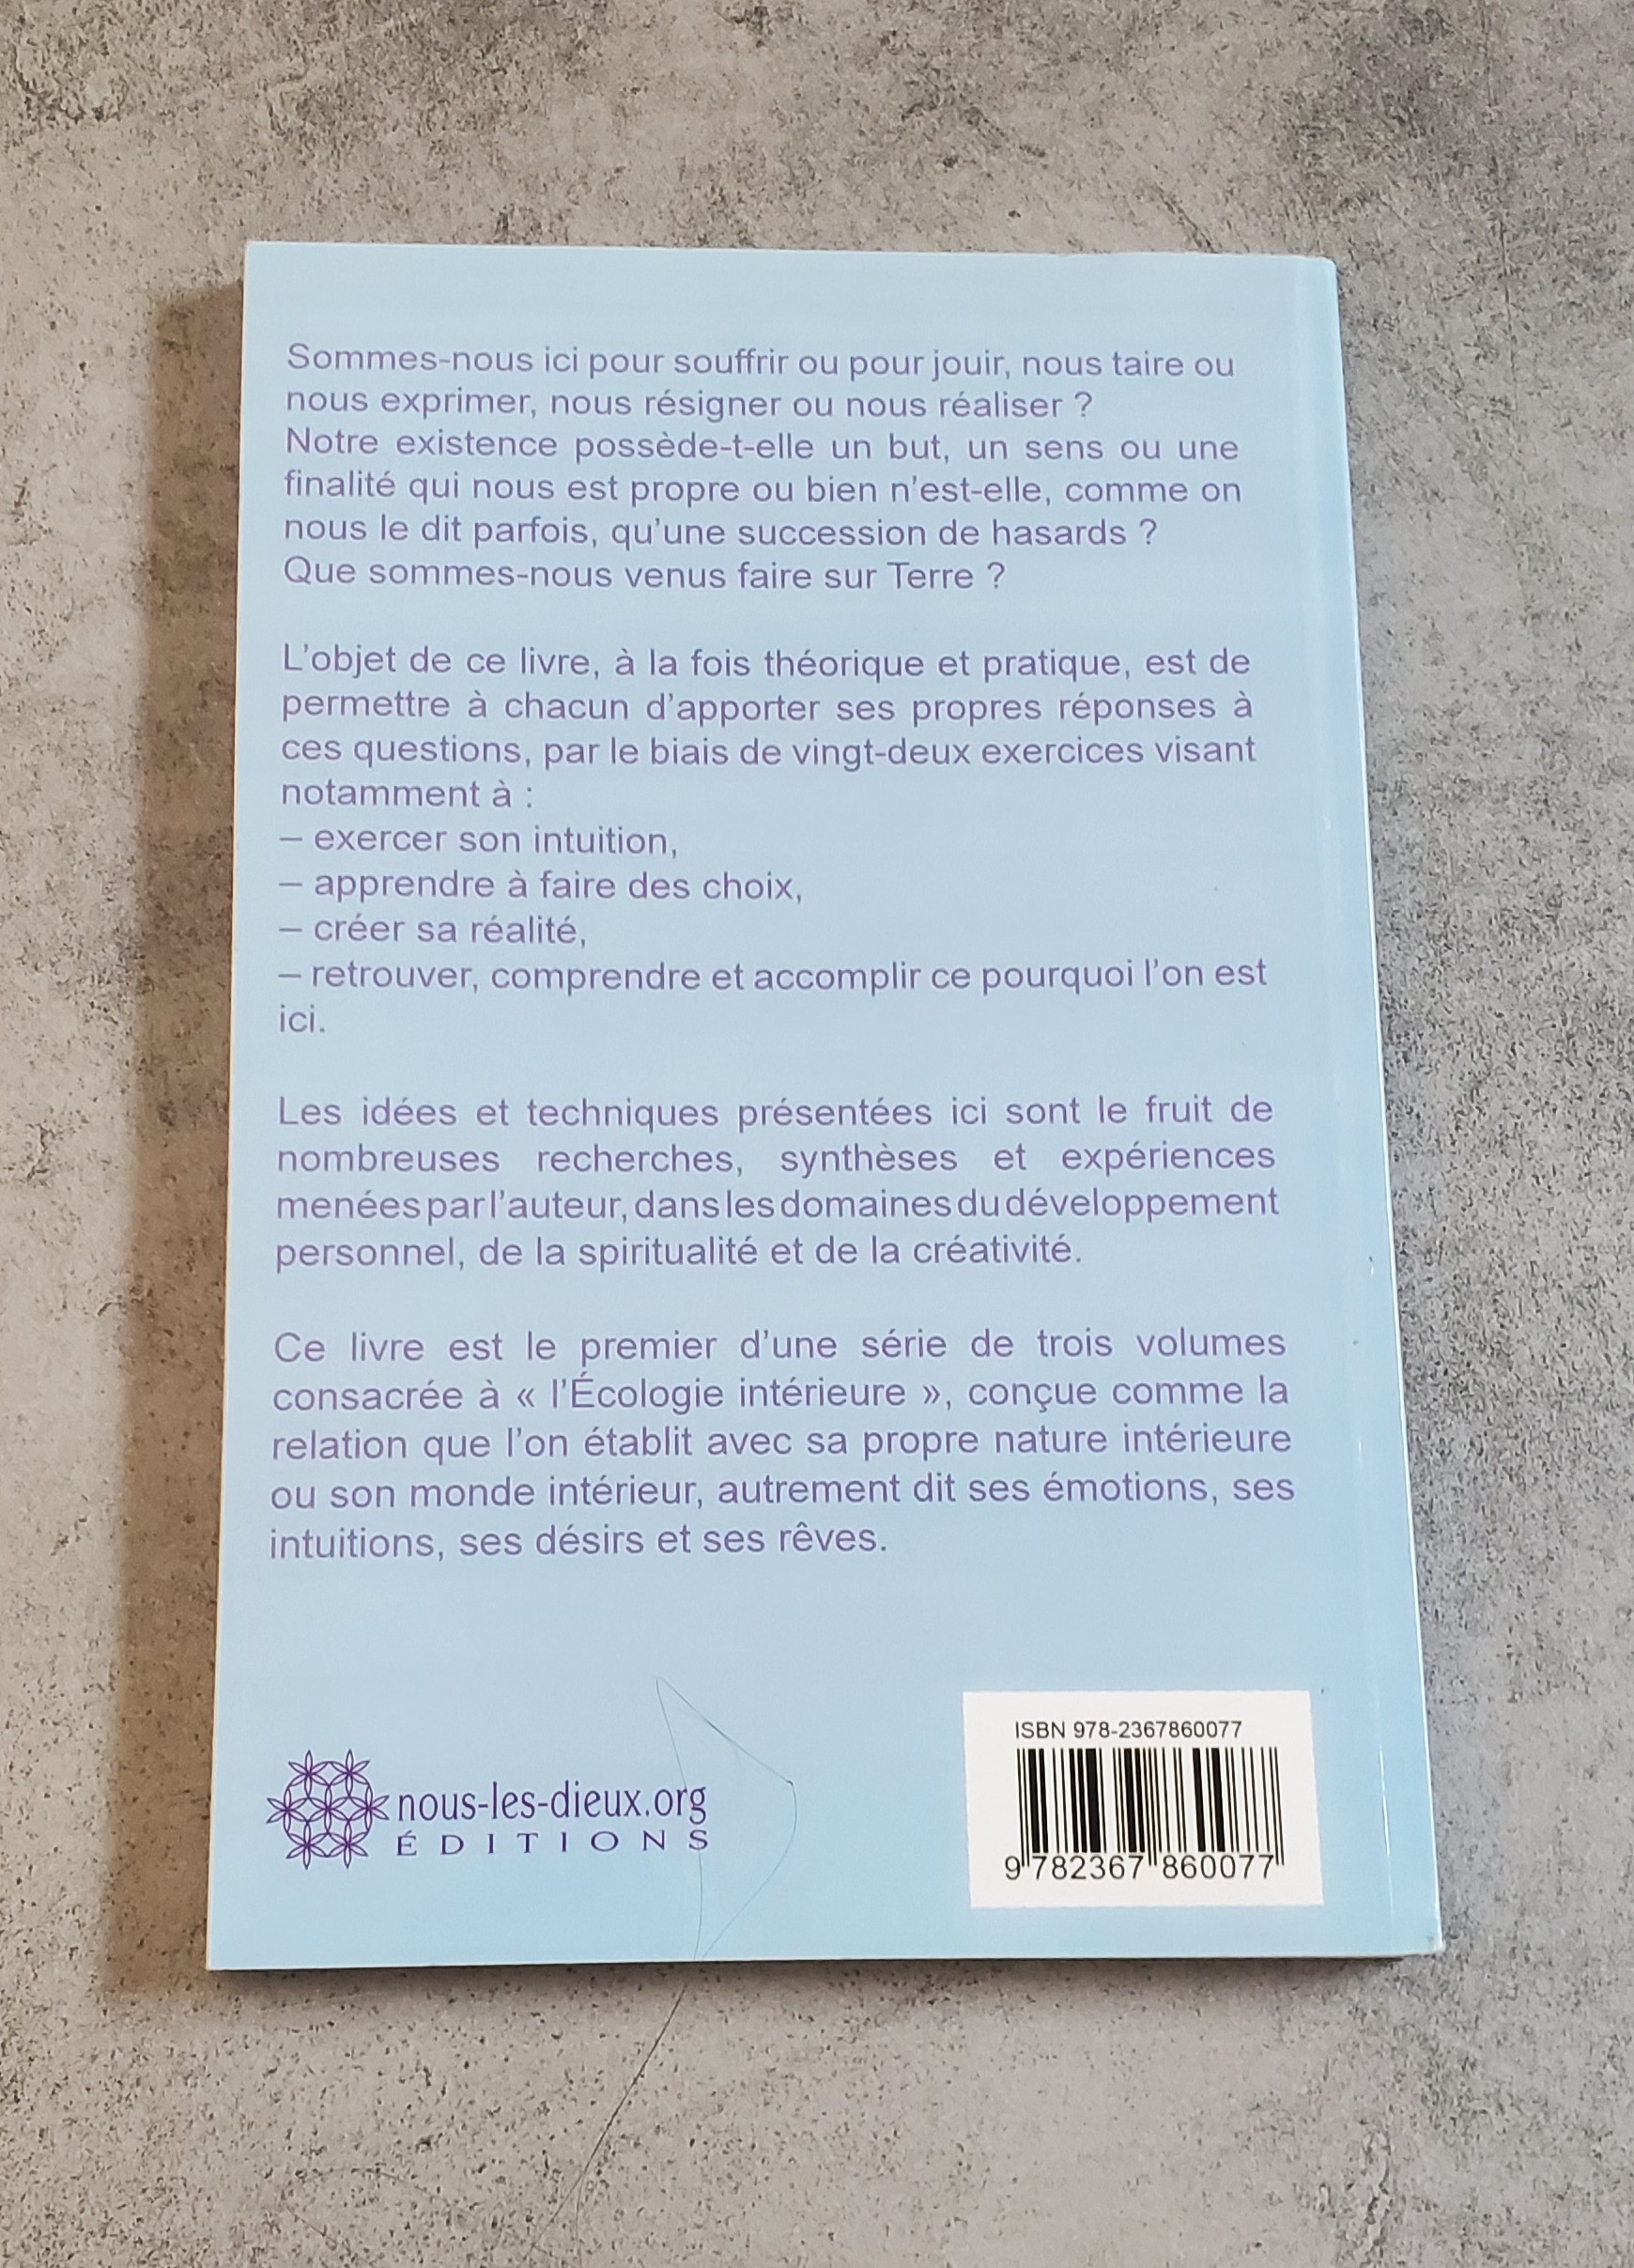 Sommes-nous ici pour souffrir ou pour jouir, nous taire ou
nous exprimer, nous résigner ou nous réaliser ?
Notre existence possède-t-elle un but, un sens ou une
finalité qui nous est propre ou bien n'est-elle, comme on
nous le dit parfois, qu'une succession de hasards ?
Que sommes-nous venus faire sur Terre ?
L'objet de ce livre, à la fois théorique et pratique, est de
permettre à chacun d'apporter ses propres réponses à
ces questions, par le biais de vingt-deux exercices visant
notamment à :
– exercer son intuition,
– apprendre à faire des choix,
– créer sa réalité,
– retrouver, comprendre et accomplir ce pourquoi l'on est
ici.
Les idées et techniques présentées ici sont le fruit de
nombreuses recherches, synthèses et expériences
menées par l'auteur, dans les domaines du développement
personnel, de la spiritualité et de la créativité.
Ce livre est le premier d'une série de trois volumes
consacrée à « l'Écologie intérieure », conçue comme la
relation que l'on établit avec sa propre nature intérieure
ou son monde intérieur, autrement dit ses émotions, ses
intuitions, ses désirs et ses rêves.
nous-les-dieux.org
ÉDITIONS
ISBN 978-2367860077
9 782367 860077